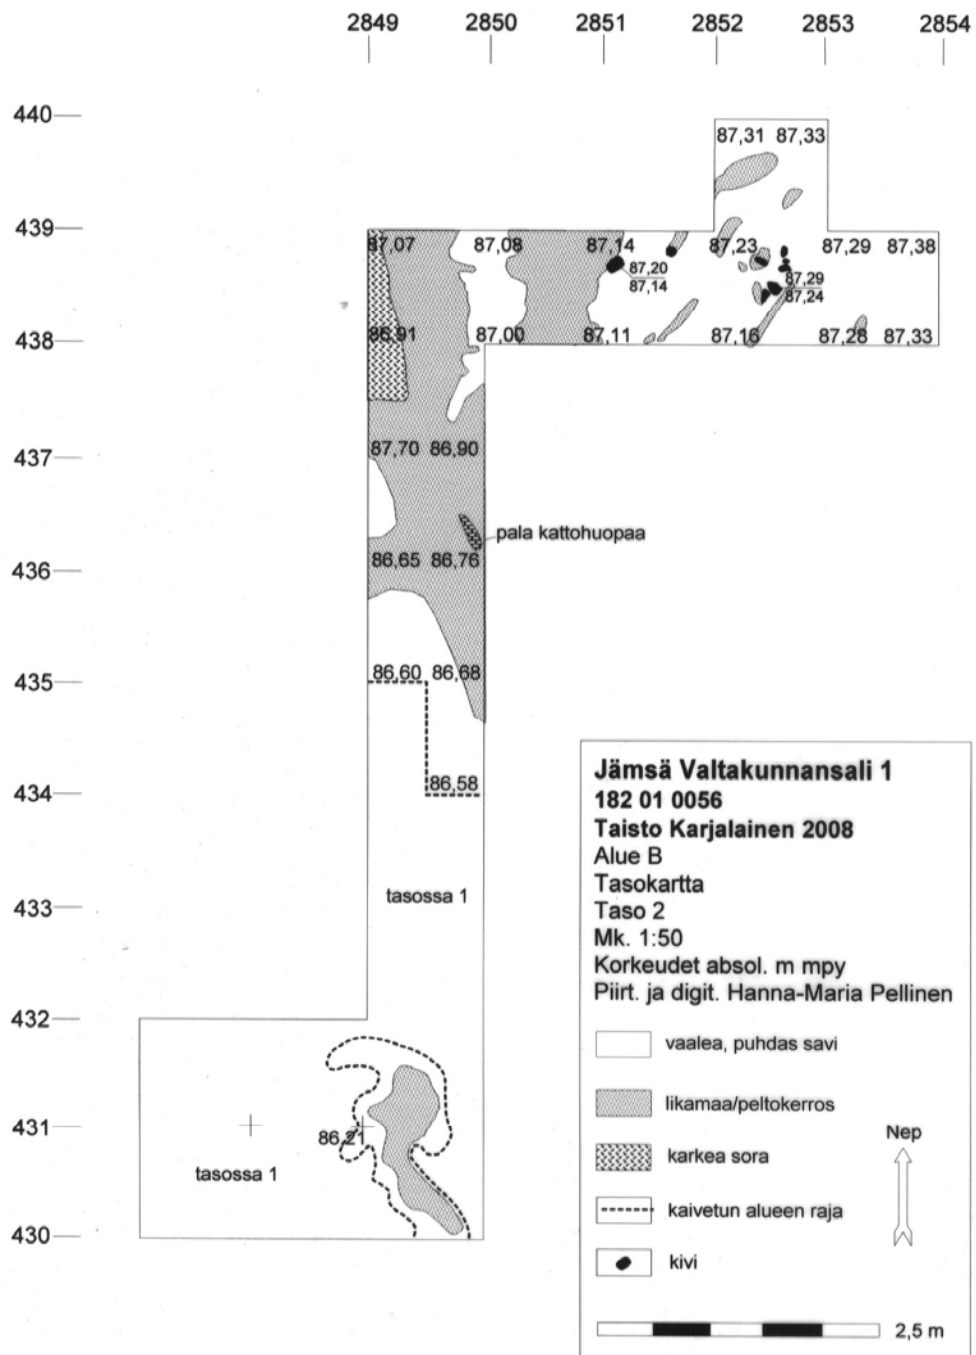 2849 2850 2851 2852 2853 2854
440
87,31 87,33
439
87,07 87,08 87,14 87,23 87,29 87,38
87,20
87,14
87,29
87,24
438
86,91 87,00 87,11 87,16 87,28 87,33
437
87,70 86,90
pala kattohuopaa
436
86,65 86,76
435
86,60 86,68
434
86,58
433
tasossa 1
432
431
86,21
tasossa 1
430
Jämsä Valtakunnansali 1
182 01 0056
Taisto Karjalainen 2008
Alue B
Tasokartta
Taso 2
Mk. 1:50
Korkeudet absol. m mpy
Piirt. ja digit. Hanna-Maria Pellinen
vaalea, puhdas savi
likamaa/peltokerros
karkea sora
kaivetun alueen raja
kivi
Nep
2,5 m